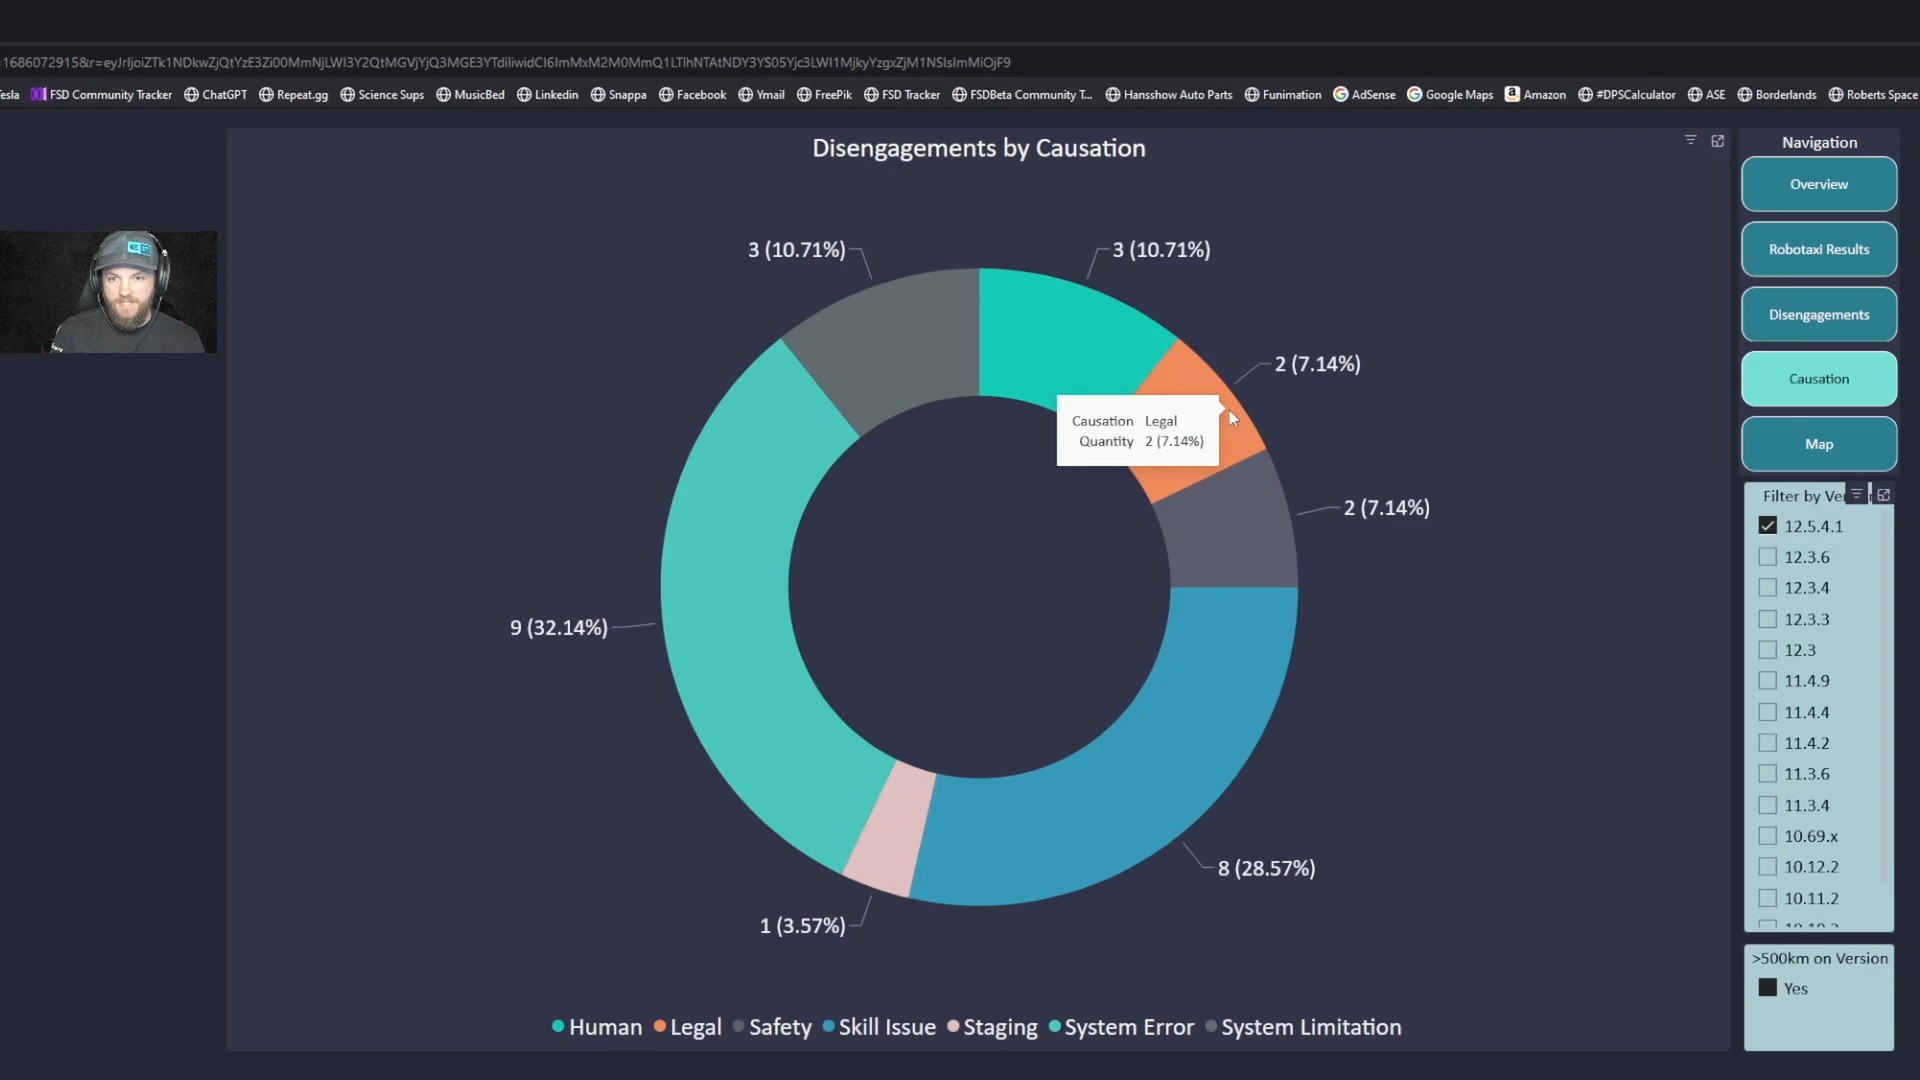 FSD Community Tracker ChatGPT Repeat.gg Science Sups MusicBed Linkedin Snappa Facebook Ymail FreePik FSD Tracker FSDBeta Community T... Hansshow Auto Parts Funimation AdSense Google Maps Amazon #DPSCalculator ASE Borderlands Roberts Space
Disengagements by Causation
3 (10.71%)
3 (10.71%)
2 (7.14%)
Causation Legal
Quantity 2 (7.14%)
2 (7.14%)
9 (32.14%)
8 (28.57%)
1 (3.57%)
Human Legal Safety Skill Issue Staging System Error System Limitation
Navigation
Overview
Robotaxi Results
Disengagements
Causation
Map
Filter by
12.5.4.1
12.3.6
12.3.4
12.3.3
12.3
11.4.9
11.4.4
11.4.2
11.3.6
11.3.4
10.69.x
10.12.2
10.11.2
>500km on Version
Yes